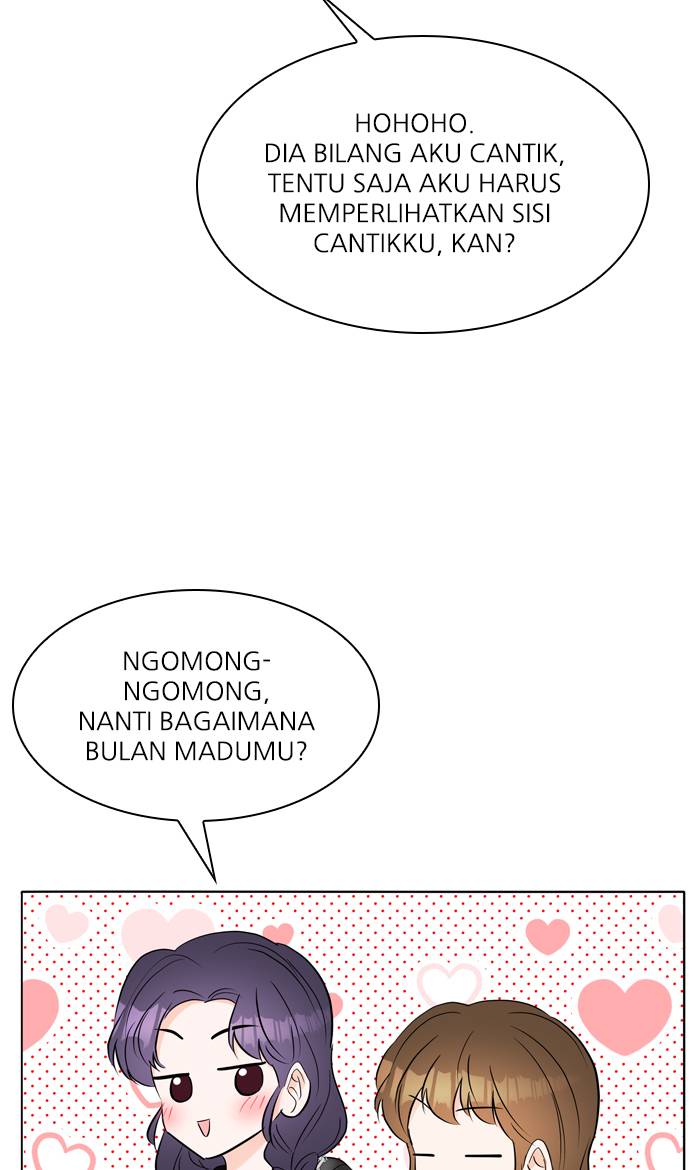 HOHOHO.
DIA BILANG AKU CANTIK,
TENTU SAJA AKU HARUS
MEMPERLIHATKAN SISI
CANTIKKU, KAN?
NGOMONG-
NGOMONG,
NANTI BAGAIMANA
BULAN MADUMU?